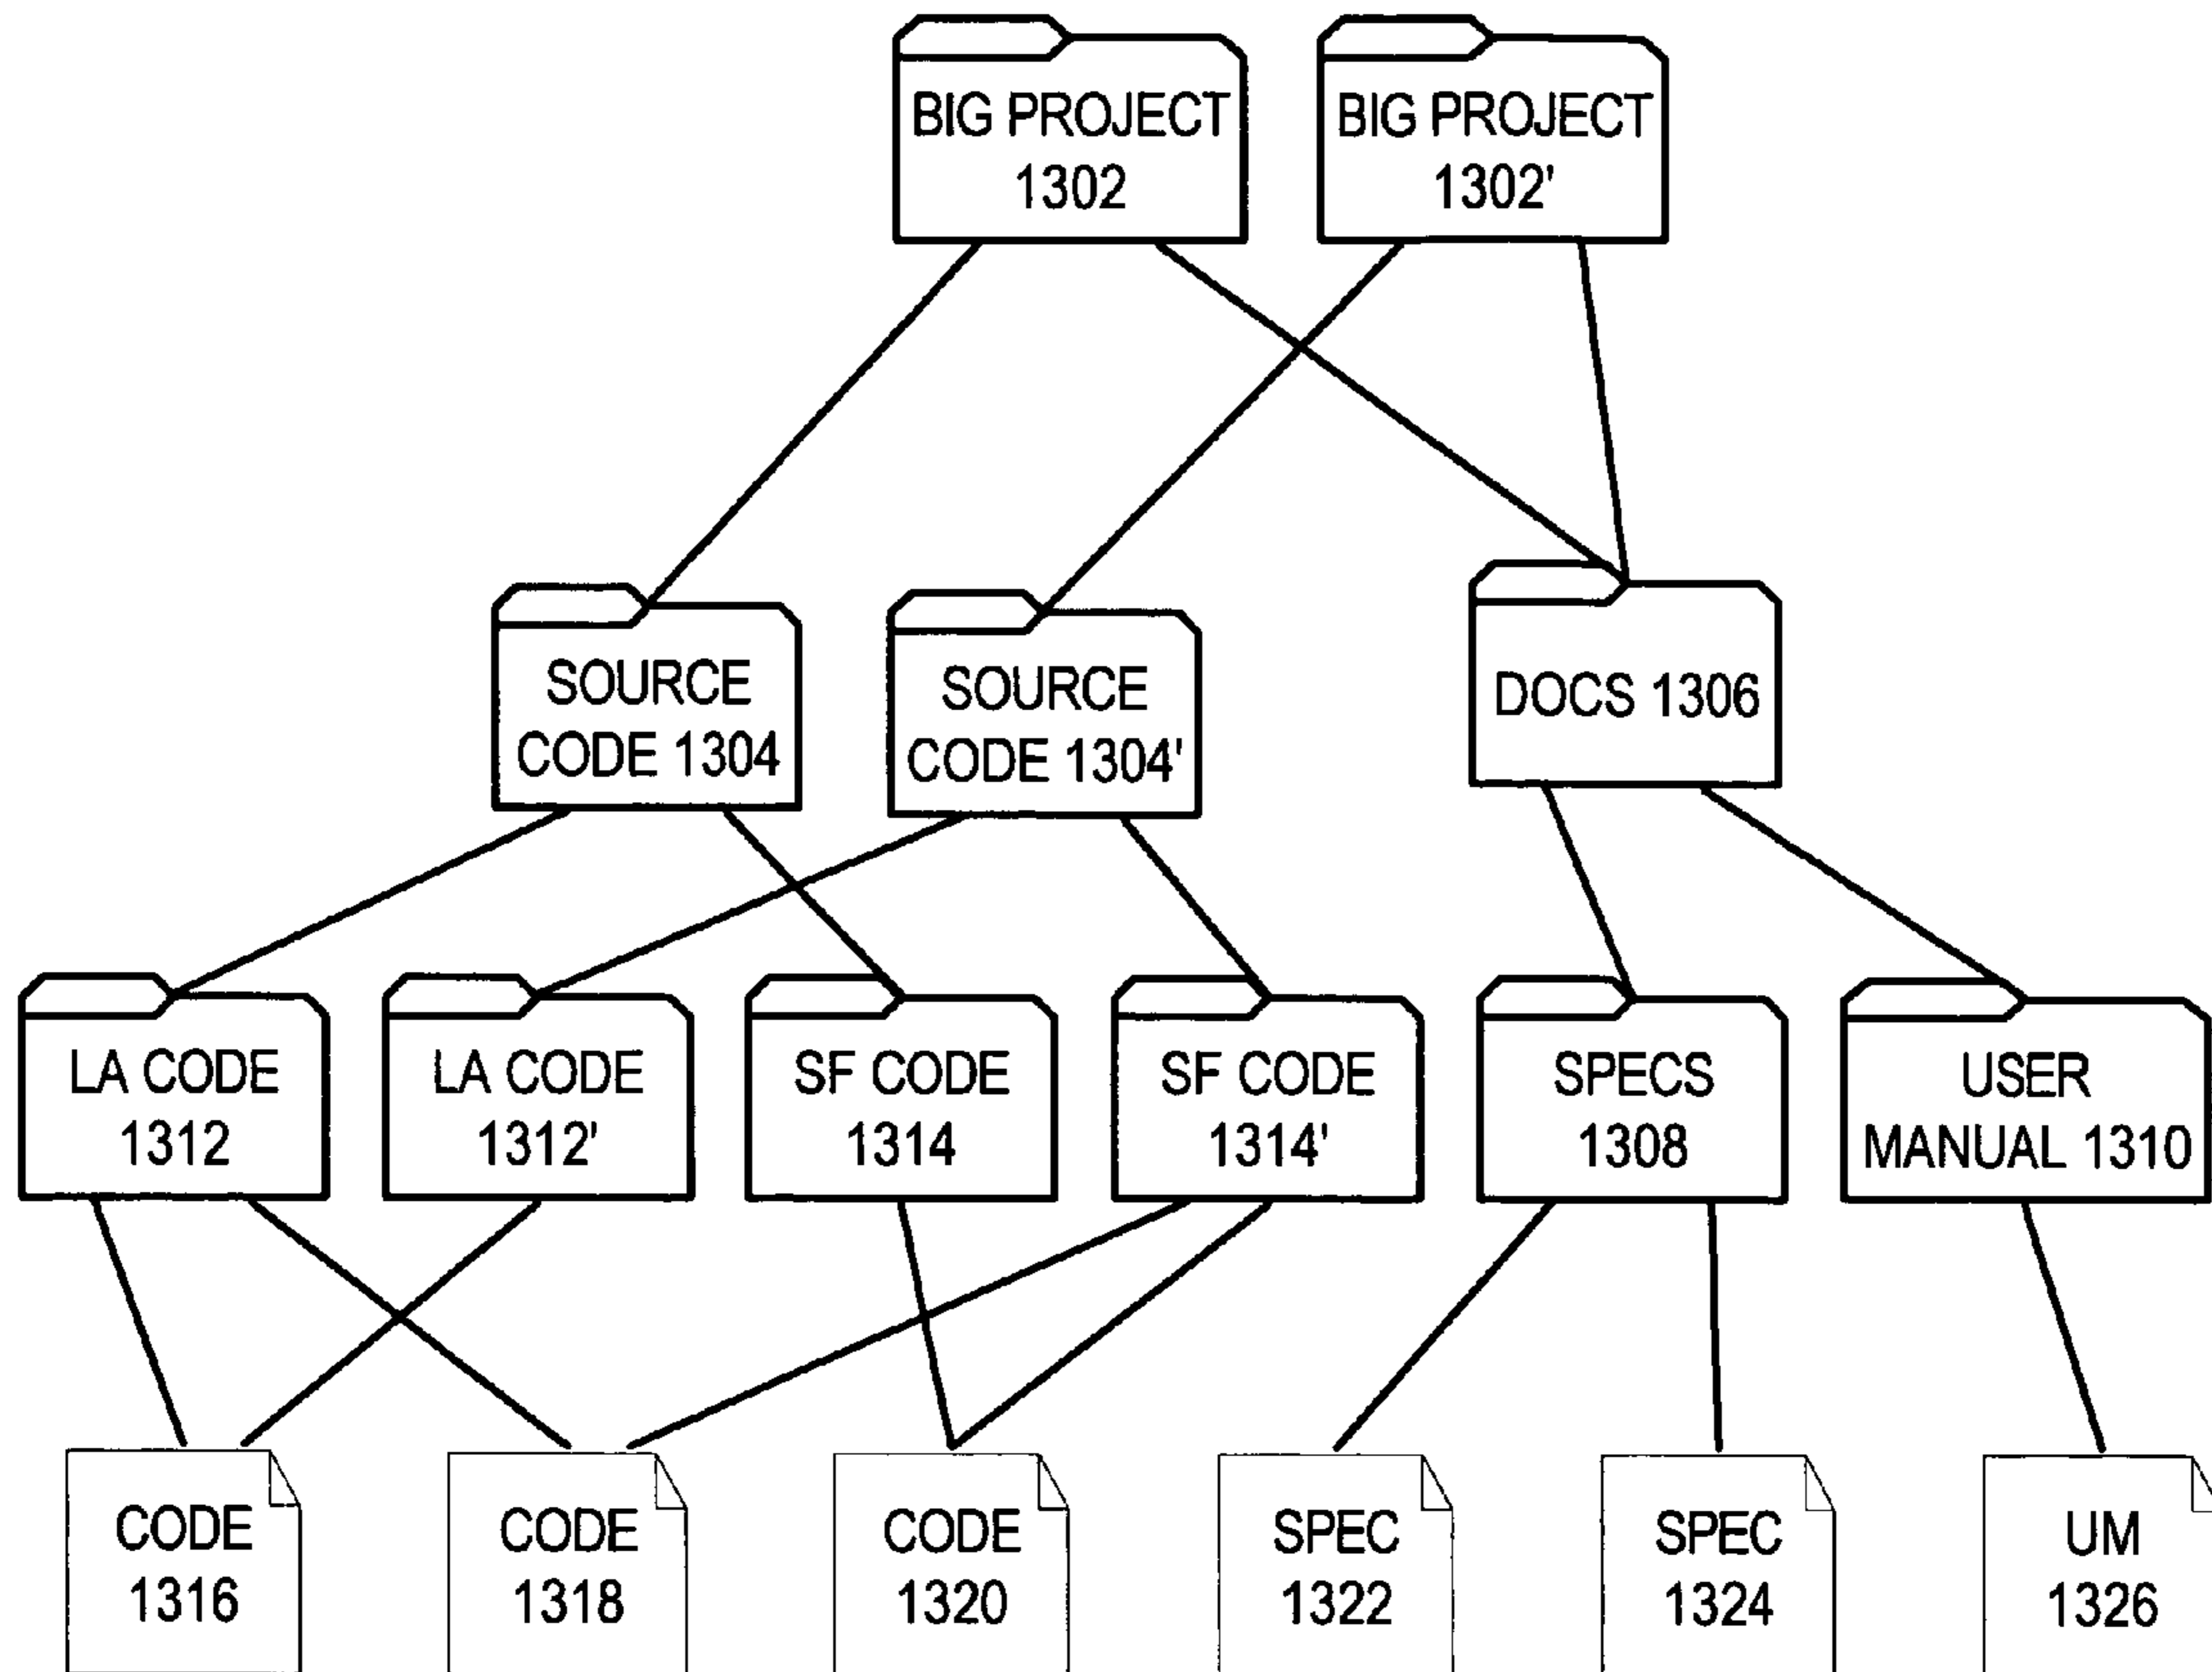 BIG PROJECT
1302
BIG PROJECT
1302'
SOURCE
CODE 1304
SOURCE
CODE 1304'
DOCS 1306
LA CODE
1312
LA CODE
1312'
SF CODE
1314
SF CODE
1314'
SPECS
1308
USER
MANUAL 1310
CODE
1316
CODE
1318
CODE
1320
SPEC
1322
SPEC
1324
UM
1326